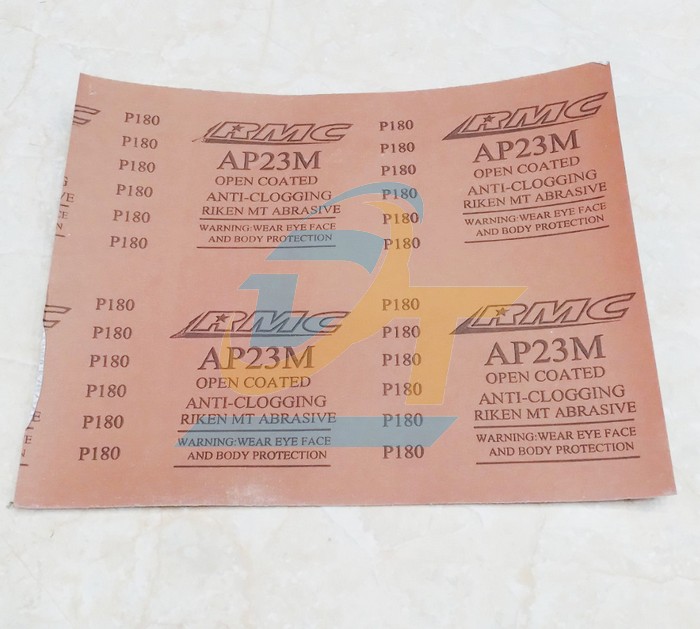 P180
P180
P180
P180
P180
P180
RMC
AP23M
OPEN COATED
ANTI-CLOGGING
RIKEN MT ABRASIVE
WARNING:WEAR EYE FACE
AND BODY PROTECTION
P180
P180
P180
P180
P180
P180
RMC
AP23M
OPEN COATED
ANTI-CLOGGING
RIKEN MT ABRASIVE
WARNING:WEAR EYE FACE
AND BODY PROTECTION
P180
P180
P180
P180
P180
P180
RMC
AP23M
OPEN COATED
ANTI-CLOGGING
RIKEN MT ABRASIVE
WARNING:WEAR EYE FACE
AND BODY PROTECTION
P180
P180
P180
P180
P180
P180
RMC
AP23M
OPEN COATED
ANTI-CLOGGING
RIKEN MT ABRASIVE
WARNING:WEAR EYE FACE
AND BODY PROTECTION